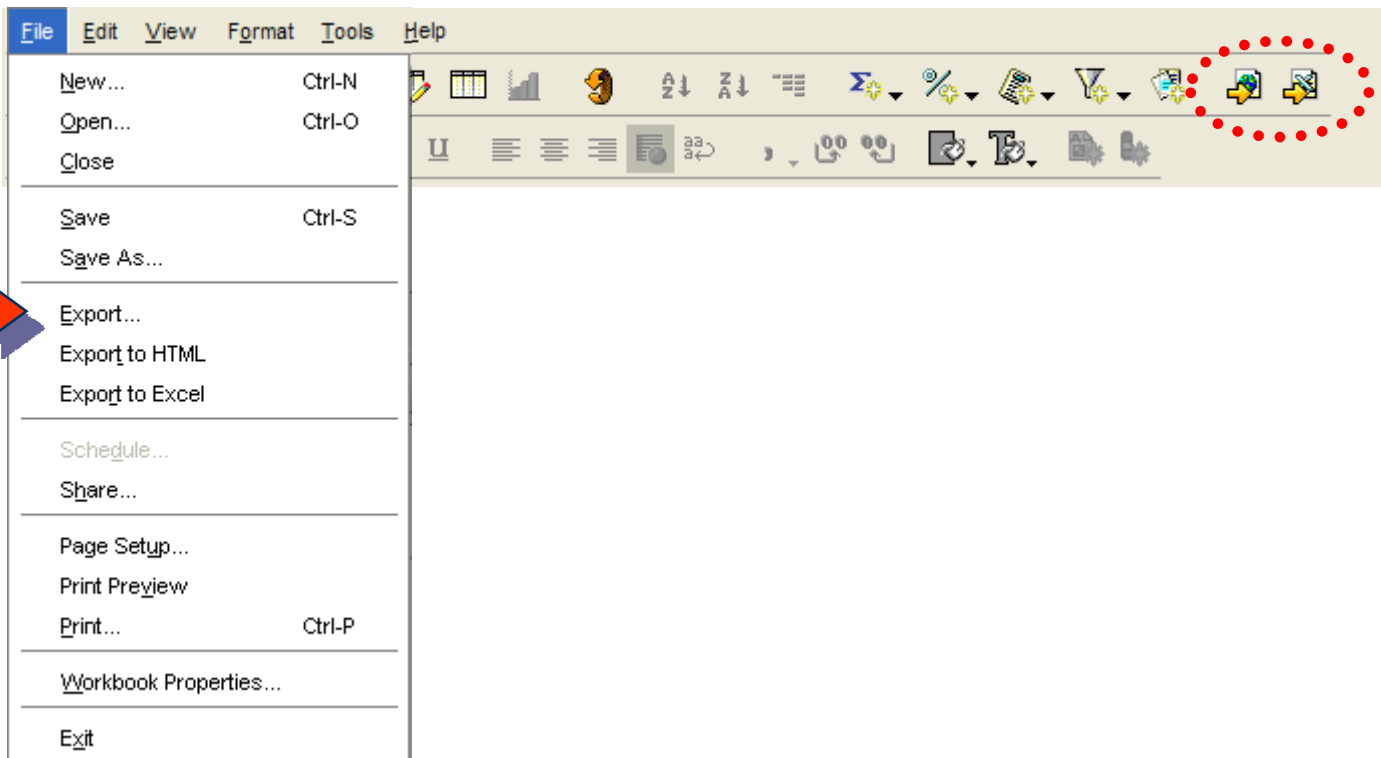 File Edit View Format Tools Help
New... Ctrl-N
Open... Ctrl-O
Close
Save Ctrl-S
Save As...
Export...
Export to HTML
Export to Excel
Schedule...
Share...
Page Setup...
Print Preview
Print... Ctrl-P
Workbook Properties...
Exit